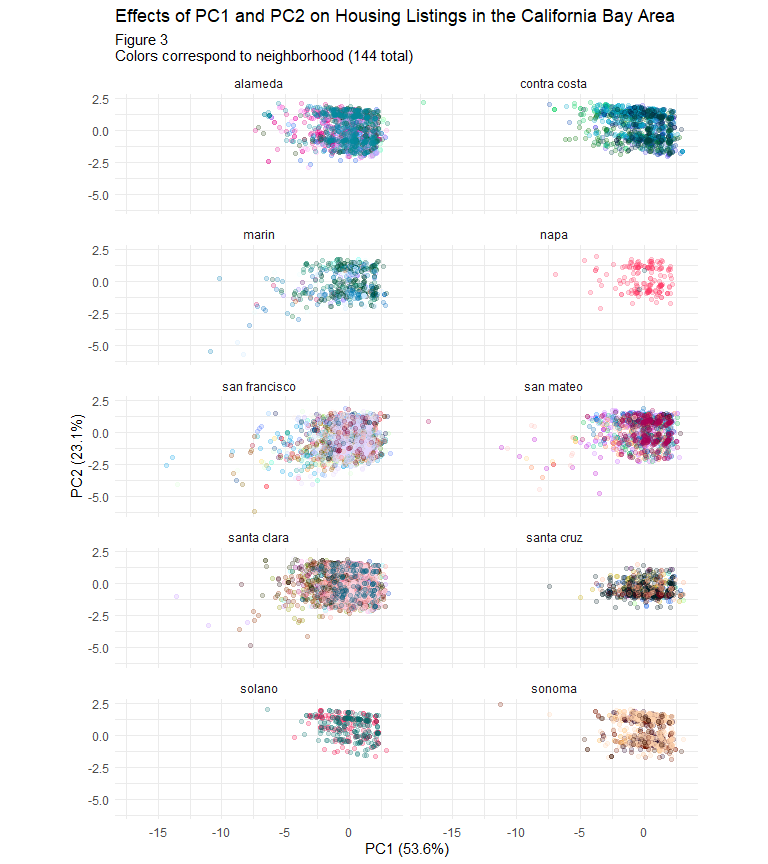 Effects of PC1 and PC2 on Housing Listings in the California Bay Area
Figure 3
Colors correspond to neighborhood (144 total)
alameda
contra costa
2.5
0.0
-2.5
-5.0
marin
napa
2.5
0.0
-2.5
-5.0
san francisco
san mateo
2.5
0.0
-2.5
-5.0
PC2 (23.1%)
santa clara
santa cruz
2.5
0.0
-2.5
-5.0
solano
sonoma
2.5
0.0
-2.5
-5.0
-15 -10 -5 0 -15 -10 -5 0
PC1 (53.6%)